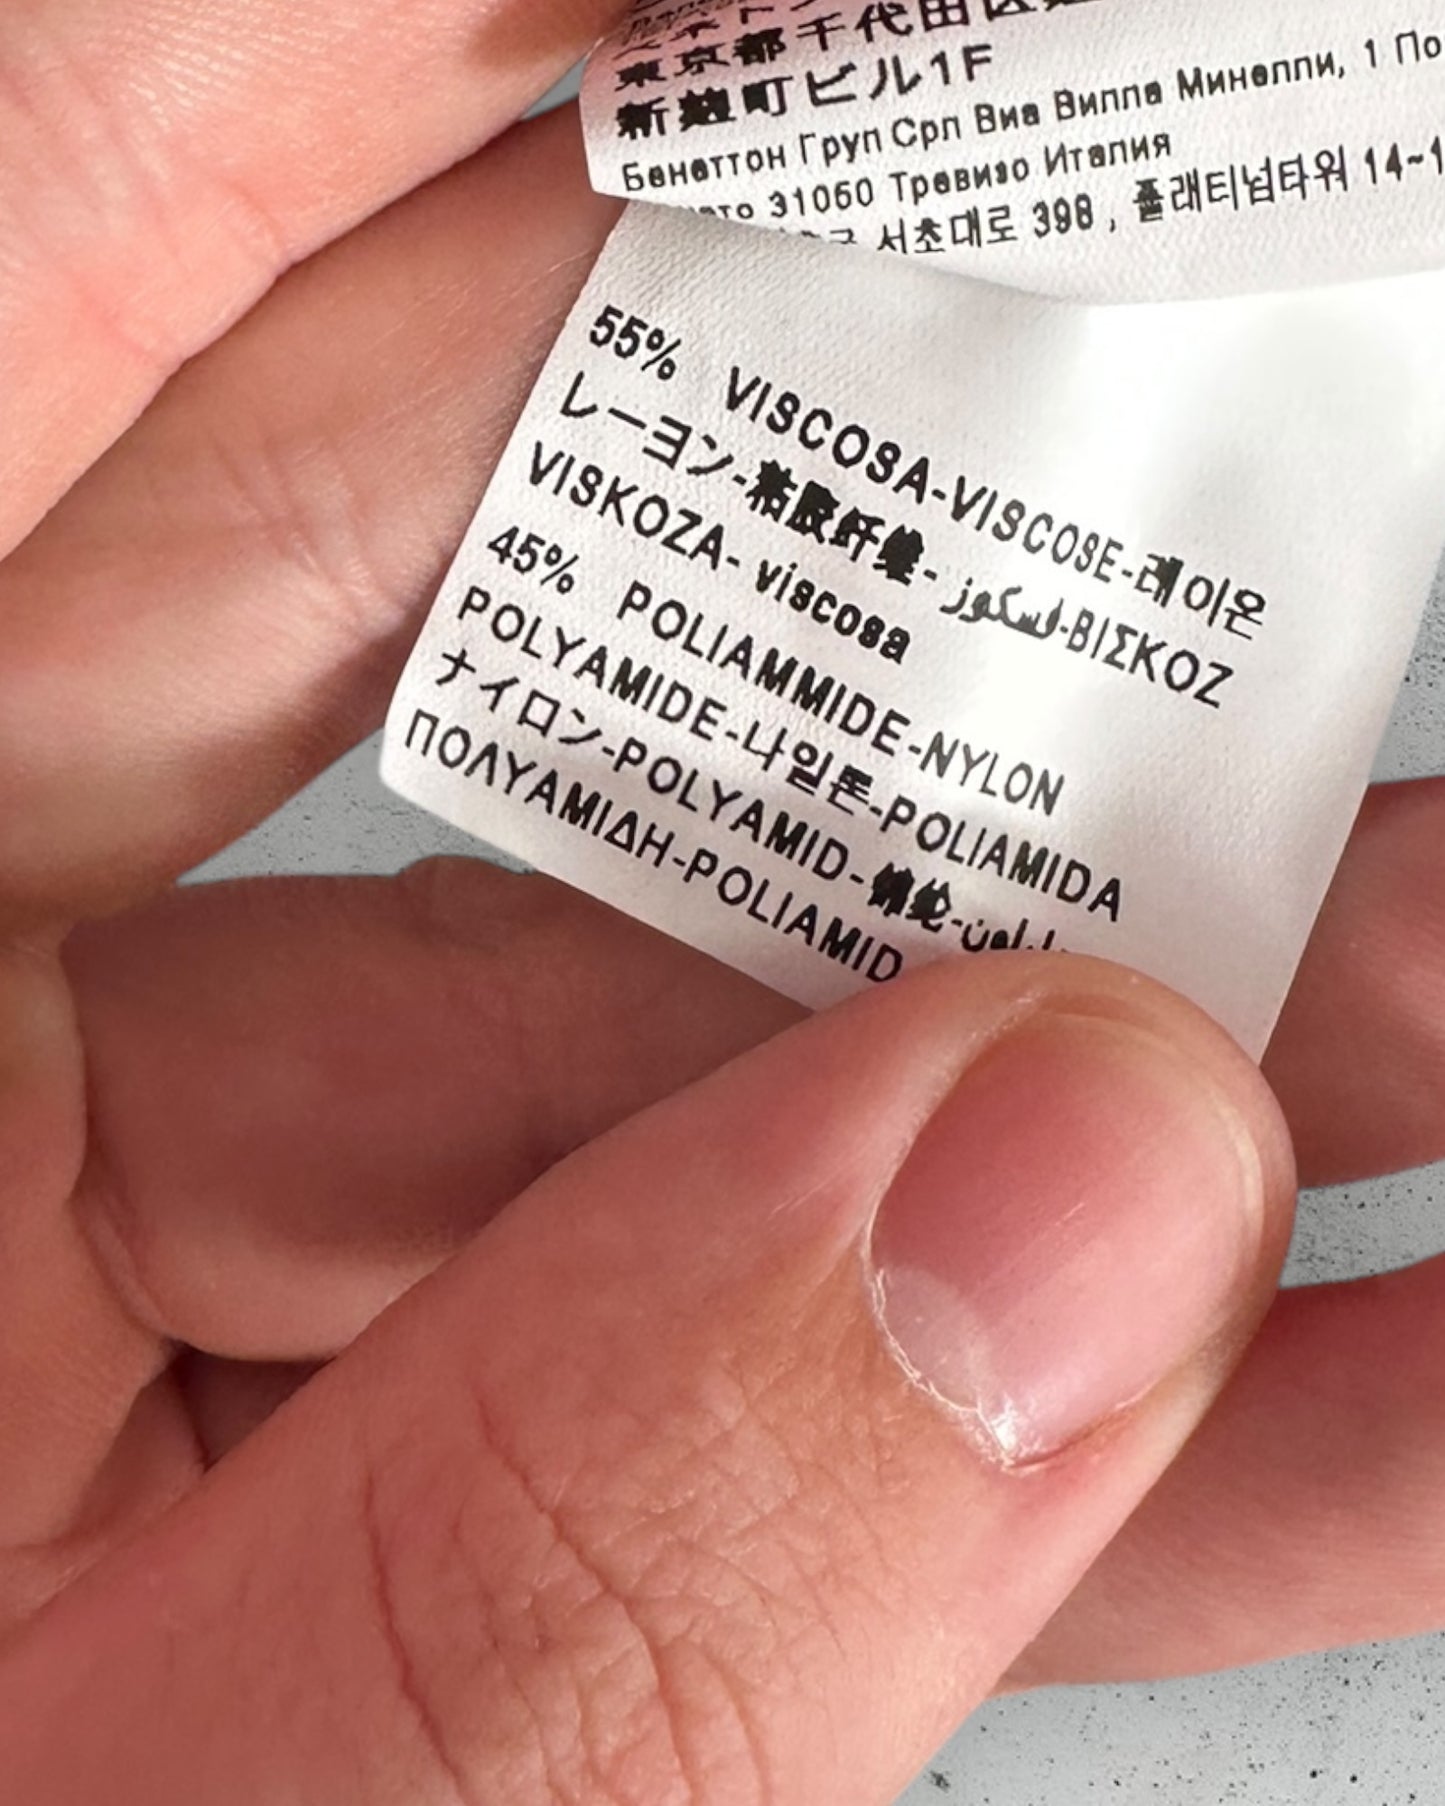 東京都千代田区
新麹町ビル1F
Бенеттон Груп Срл Виа Вилла Минелли, 1 По
31060 Тревизо Италия
서초대로 398 , 플래티넘타워 14~1
55% VISCOSA-VISCOSE-레이온
レーヨン-粘胶纤维-فسكوز-ΒΙΣΚΟΖ
VISKOZA- viscosa
45% POLIAMMIDE-NYLON
POLYAMIDE-나일론-POLIAMIDA
ナイロン-POLYAMID-锦纶-
ΠΟΛΥΑΜΙΔΗ-POLIAMID